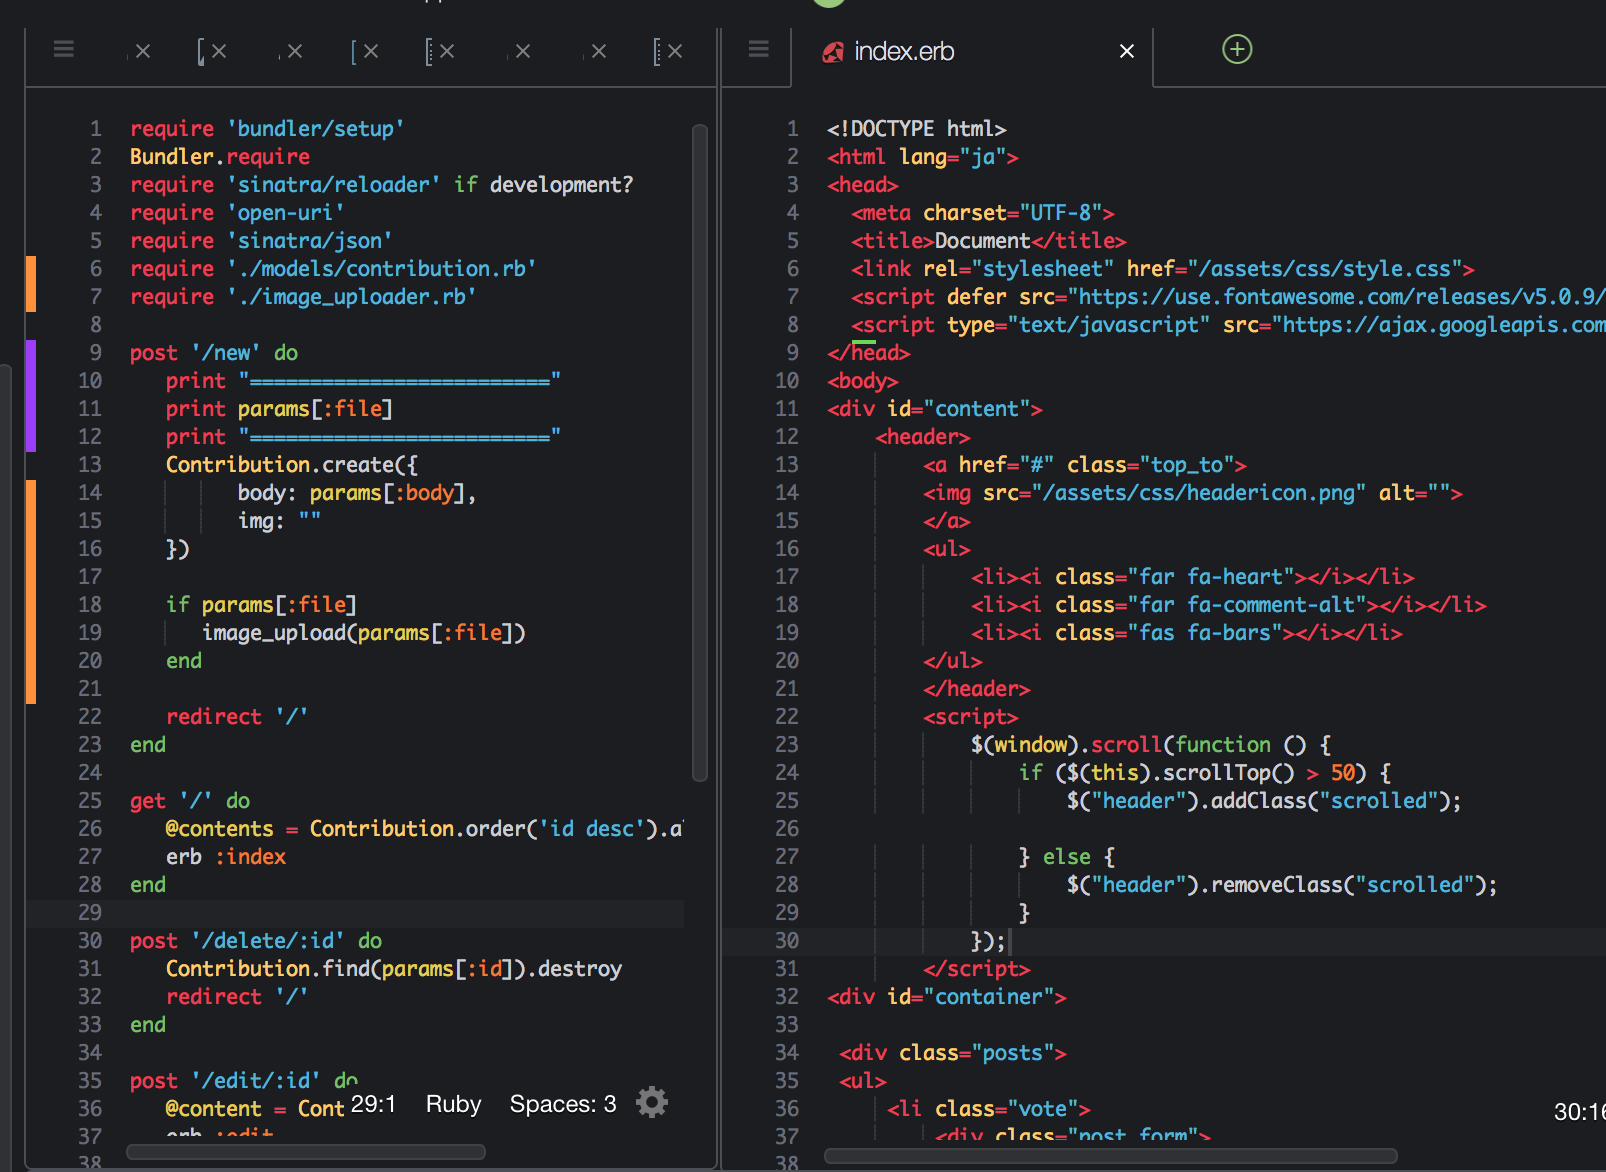 index.erb
1 require 'bundler/setup'
2 Bundler.require
3 require 'sinatra/reloader' if development?
4 require 'open-uri'
5 require 'sinatra/json'
6 require './models/contribution.rb'
7 require './image_uploader.rb'
8
9 post '/new' do
10 print "========================="
11 print params[:file]
12 print "========================="
13 Contribution.create({
14 body: params[:body],
15 img: ""
16 })
17
18 if params[:file]
19 image_upload(params[:file])
20 end
21
22 redirect '/'
23 end
24
25 get '/' do
26 @contents = Contribution.order('id desc').a
27 erb :index
28 end
29
30 post '/delete/:id' do
31 Contribution.find(params[:id]).destroy
32 redirect '/'
33 end
34
35 post '/edit/:id' do
36 @content = Cont
37 erb :edit
38
29:1 Ruby Spaces: 3
1 <!DOCTYPE html>
2 <html lang="ja">
3 <head>
4 <meta charset="UTF-8">
5 <title>Document</title>
6 <link rel="stylesheet" href="/assets/css/style.css">
7 <script defer src="https://use.fontawesome.com/releases/v5.0.9/
8 <script type="text/javascript" src="https://ajax.googleapis.com
9 </head>
10 <body>
11 <div id="content">
12 <header>
13 <a href="#" class="top_to">
14 <img src="/assets/css/headericon.png" alt="">
15 </a>
16 <ul>
17 <li><i class="far fa-heart"></i></li>
18 <li><i class="far fa-comment-alt"></i></li>
19 <li><i class="fas fa-bars"></i></li>
20 </ul>
21 </header>
22 <script>
23 $(window).scroll(function () {
24 if ($(this).scrollTop() > 50) {
25 $("header").addClass("scrolled");
26
27 } else {
28 $("header").removeClass("scrolled");
29 }
30 });
31 </script>
32 <div id="container">
33
34 <div class="posts">
35 <ul>
36 <li class="vote">
37 <div class="post_form">
38
30:16